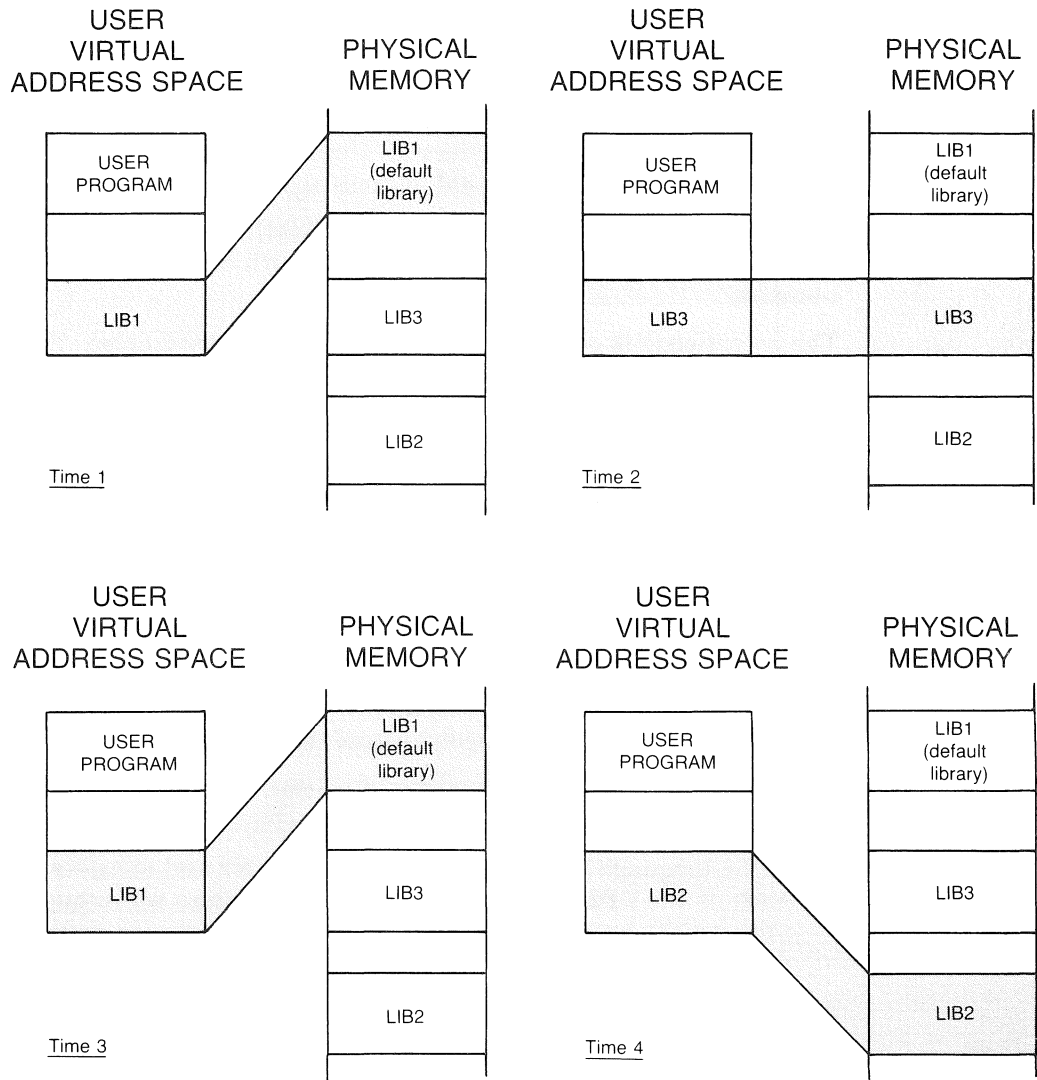 USER
VIRTUAL
ADDRESS SPACE
PHYSICAL
MEMORY
USER
PROGRAM
LIB1
LIB1
(default
library)
LIB3
LIB2
Time 1
USER
VIRTUAL
ADDRESS SPACE
PHYSICAL
MEMORY
USER
PROGRAM
LIB3
LIB1
(default
library)
LIB3
LIB2
Time 2
USER
VIRTUAL
ADDRESS SPACE
PHYSICAL
MEMORY
USER
PROGRAM
LIB1
LIB1
(default
library)
LIB3
LIB2
Time 3
USER
VIRTUAL
ADDRESS SPACE
PHYSICAL
MEMORY
USER
PROGRAM
LIB2
LIB1
(default
library)
LIB3
LIB2
Time 4